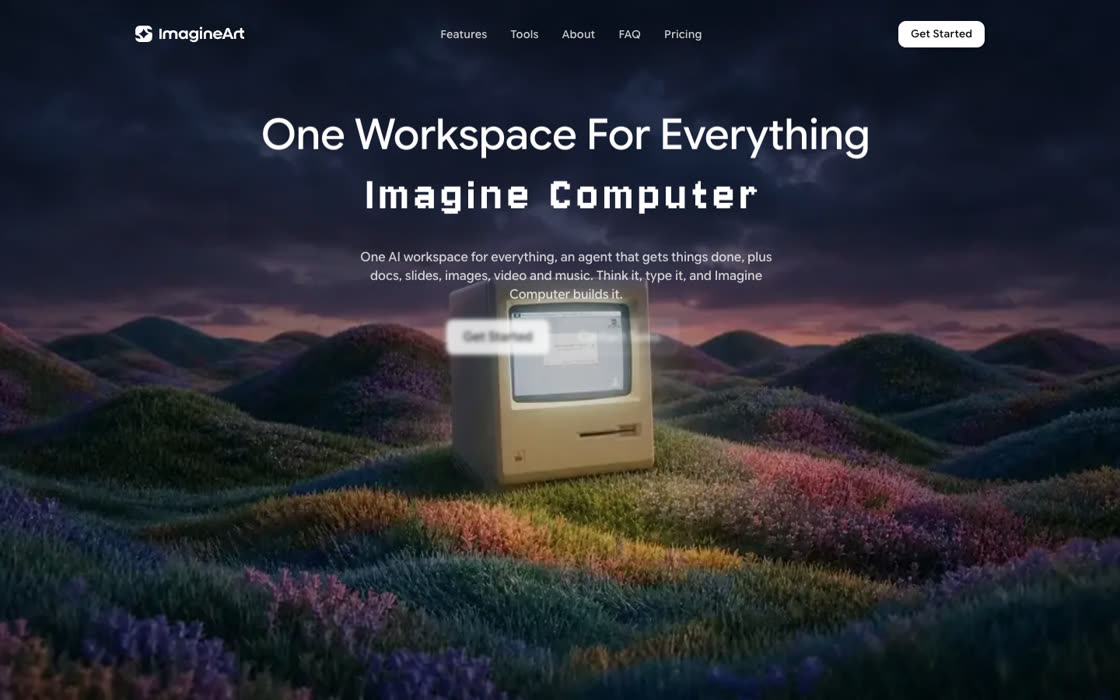 ImagineArt
Features
Tools
About
FAQ
Pricing
Get Started
One Workspace For Everything
Imagine Computer
One AI workspace for everything, an agent that gets things done, plus
docs, slides, images, video and music. Think it, type it, and Imagine
Computer builds it.
Get Started